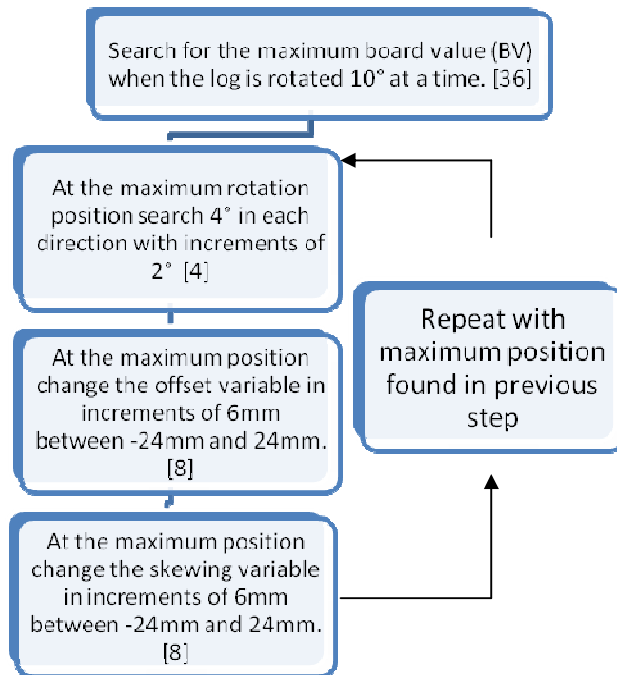 Search for the maximum board value (BV)
when the log is rotated 10° at a time. [36]
At the maximum rotation
position search 4° in each
direction with increments of
2° [4]
At the maximum position
change the offset variable in
increments of 6mm
between -24mm and 24mm.
[8]
At the maximum position
change the skewing variable
in increments of 6mm
between -24mm and 24mm.
[8]
Repeat with
maximum position
found in previous
step